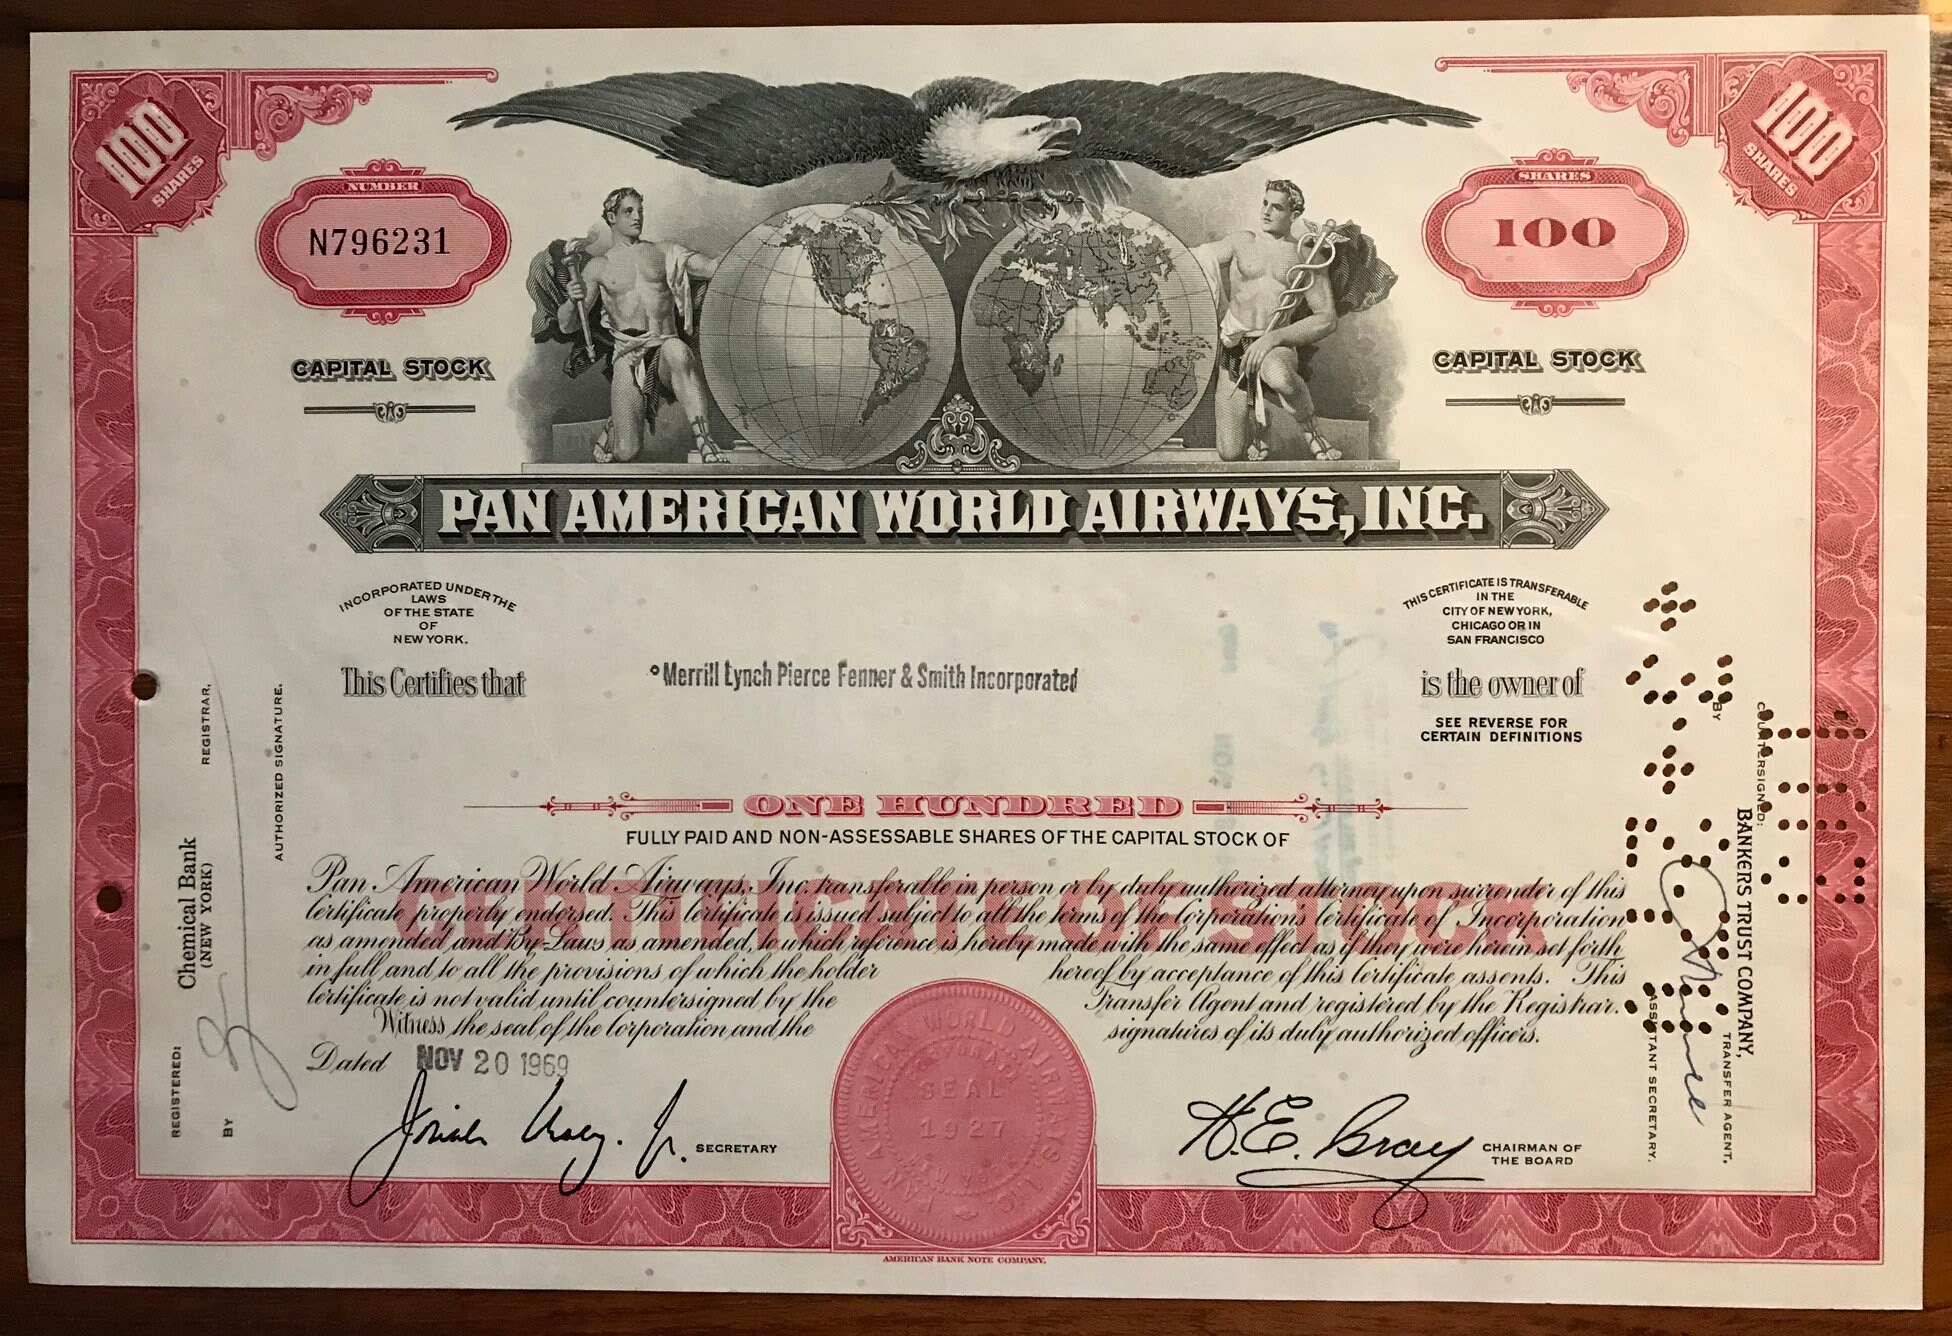 100 SHARES
100 SHARES
NUMBER
N796231
SHARES
100
CAPITAL STOCK
CAPITAL STOCK
PAN AMERICAN WORLD AIRWAYS, INC.
INCORPORATED UNDER THE
LAWS
OF THE STATE
OF
NEW YORK.
THIS CERTIFICATE IS TRANSFERABLE
IN THE
CITY OF NEW YORK,
CHICAGO OR IN
SAN FRANCISCO
This Certifies that
Merrill Lynch Pierce Fenner & Smith Incorporated
is the owner of
SEE REVERSE FOR
CERTAIN DEFINITIONS
ONE HUNDRED
FULLY PAID AND NON-ASSESSABLE SHARES OF THE CAPITAL STOCK OF
CERTIFICATE OF STOCK
Pan American World Airways, Inc. transferable in person or by duly authorized attorney upon surrender of this
Certificate properly endorsed. This Certificate is issued subject to all the terms of the Corporation's Certificate of Incorporation
as amended and By-Laws as amended, to which reference is hereby made with the same effect as if they were herein set forth
in full, and to all the provisions of which the holder hereof by acceptance of this Certificate assents. This
Certificate is not valid until countersigned by the Transfer Agent and registered by the Registrar.
Witness the seal of the Corporation and the signatures of its duly authorized officers.
Dated NOV 20 1969
SECRETARY
H.E. Gray
CHAIRMAN OF
THE BOARD
PAN AMERICAN WORLD AIRWAYS INC
SEAL
1927
AMERICAN BANK NOTE COMPANY.
REGISTERED:
Chemical Bank
(NEW YORK)
REGISTRAR,
BY
AUTHORIZED SIGNATURE.
COUNTERSIGNED:
BANKERS TRUST COMPANY,
TRANSFER AGENT,
BY
ASSISTANT SECRETARY.